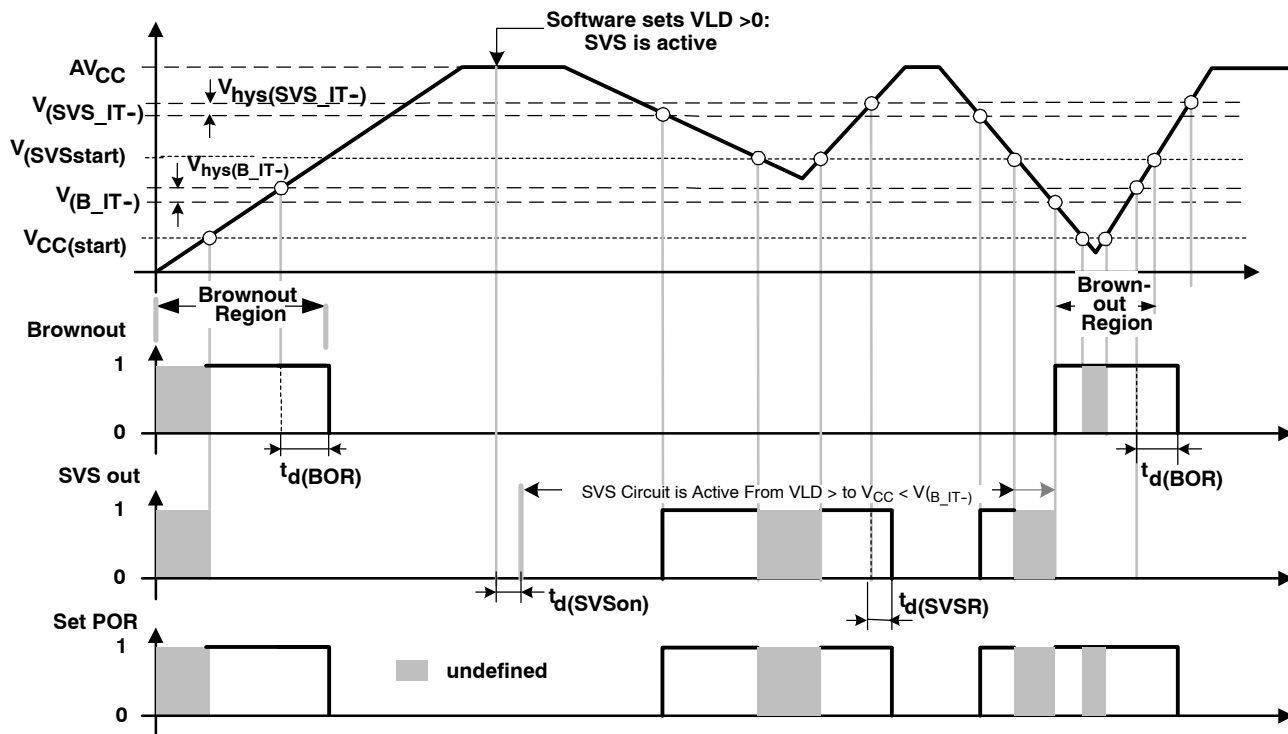 Software sets VLD >0:
SVS is active
AVCC
Vhys(SVS_IT-)
V(SVS_IT-)
V(SVSstart)
Vhys(B_IT-)
V(B_IT-)
VCC(start)
Brownout
Region
Brown-
out
Region
Brownout
1
0
td(BOR)
td(BOR)
SVS out
SVS Circuit is Active From VLD > to VCC < V(B_IT-)
1
0
td(SVSon)
td(SVSR)
Set POR
1
undefined
0